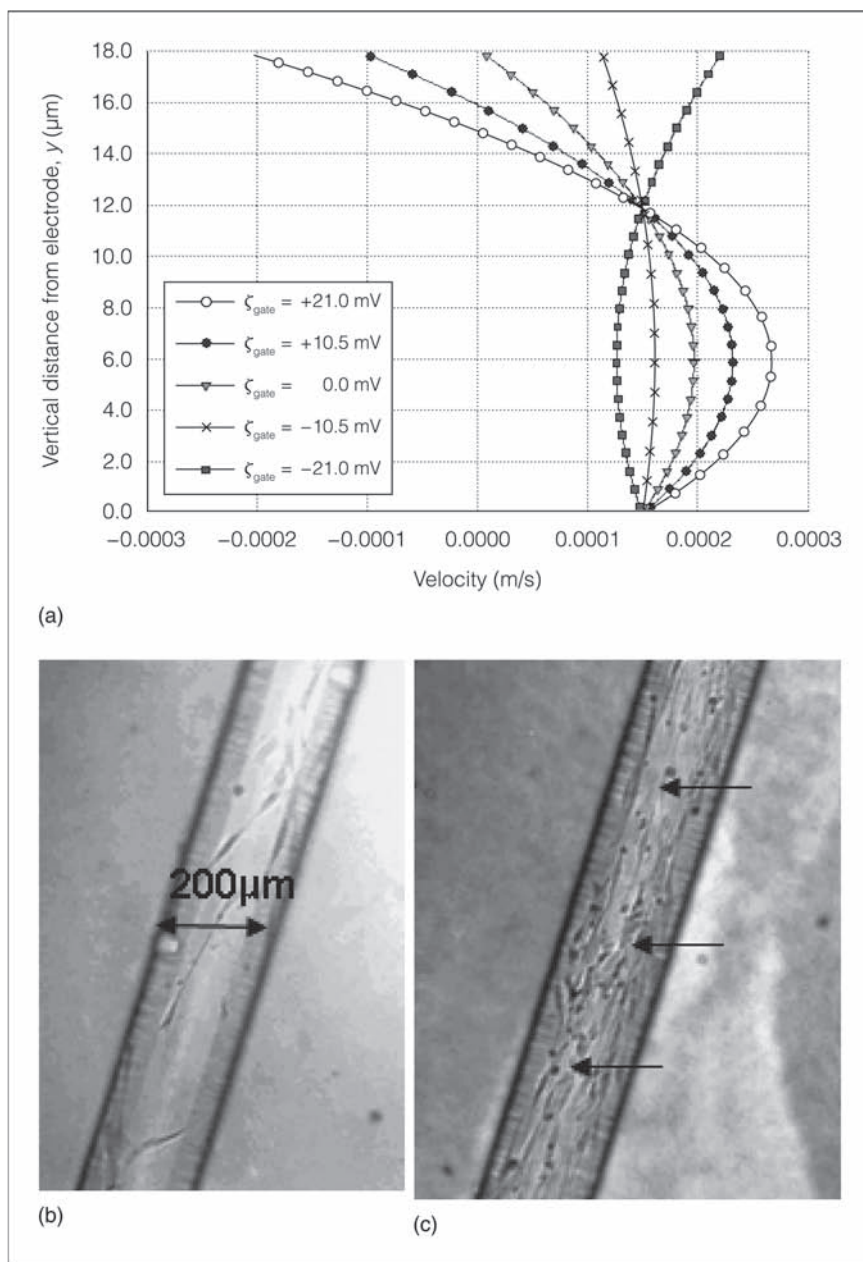 18.0
16.0
14.0
12.0
10.0
8.0
6.0
4.0
2.0
0.0
Vertical distance from electrode, y (μm)
ζgate = +21.0 mV
ζgate = +10.5 mV
ζgate = 0.0 mV
ζgate = −10.5 mV
ζgate = −21.0 mV
−0.0003 −0.0002 −0.0001 0.0000 0.0001 0.0002 0.0003
Velocity (m/s)
(a)
200μm
(b)
(c)